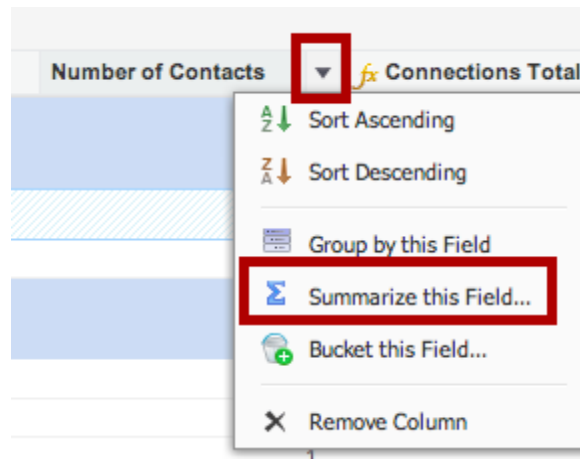 Number of Contacts fx Connections Total
Sort Ascending
Sort Descending
Group by this Field
Summarize this Field...
Bucket this Field...
Remove Column